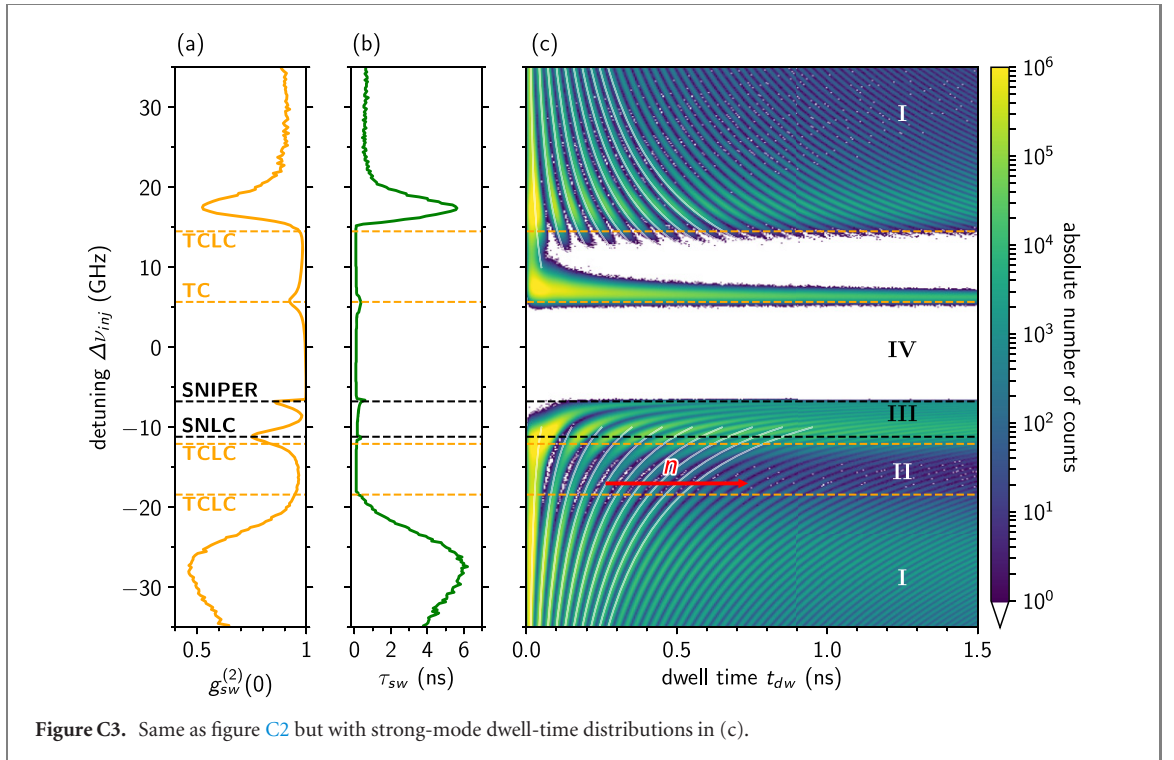 (a)
(b)
(c)
detuning Δν_inj (GHz)
30
20
10
0
−10
−20
−30
TCLC
TC
SNIPER
SNLC
TCLC
TCLC
0.5 1
g_sw^(2)(0)
0 2 4 6
τ_sw (ns)
I
IV
III
II
n
I
0.0 0.5 1.0 1.5
dwell time t_dw (ns)
10^6
10^5
10^4
10^3
10^2
10^1
10^0
absolute number of counts
Figure C3. Same as figure C2 but with strong-mode dwell-time distributions in (c).